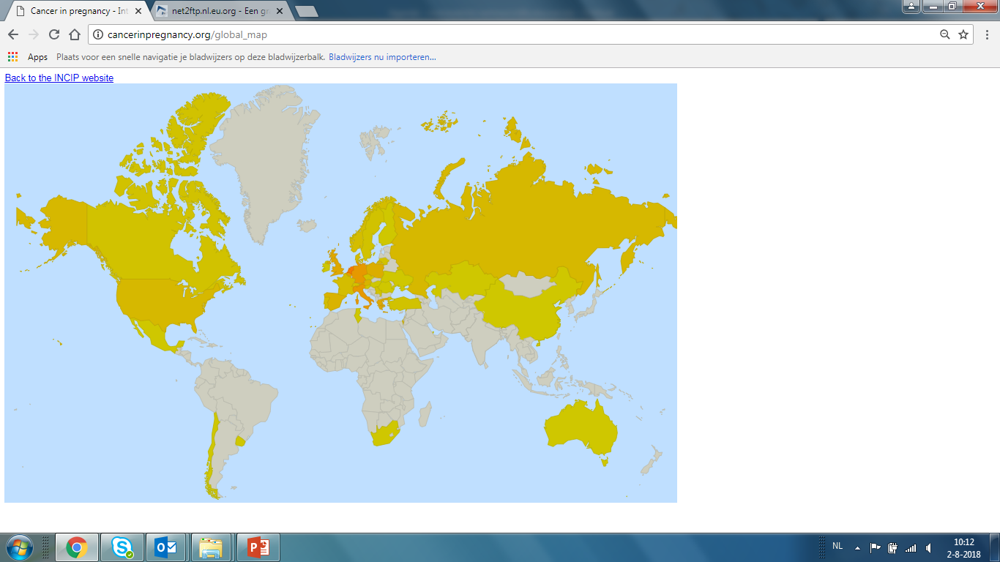 Cancer in pregnancy - Int
net2ftp.nl.eu.org - Een gr
cancerinpregnancy.org/global_map
Apps Plaats voor een snelle navigatie je bladwijzers op deze bladwijzerbalk. Bladwijzers nu importeren...
Back to the INCIP website
NL
10:12
2-8-2018